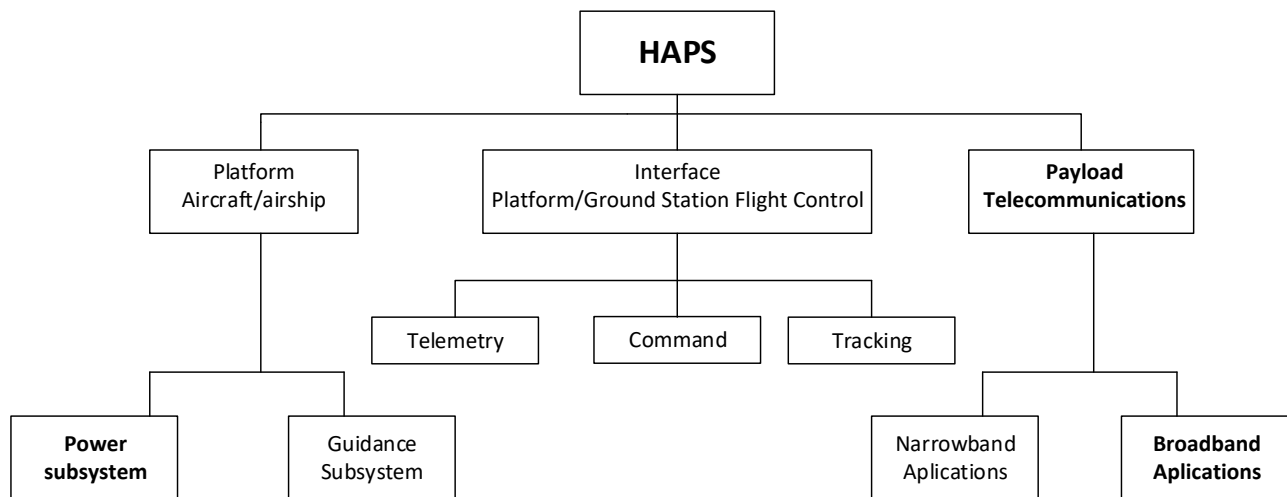 HAPS
Platform
Aircraft/airship
Interface
Platform/Ground Station Flight Control
Payload
Telecommunications
Telemetry
Command
Tracking
Power
subsystem
Guidance
Subsystem
Narrowband
Aplications
Broadband
Aplications